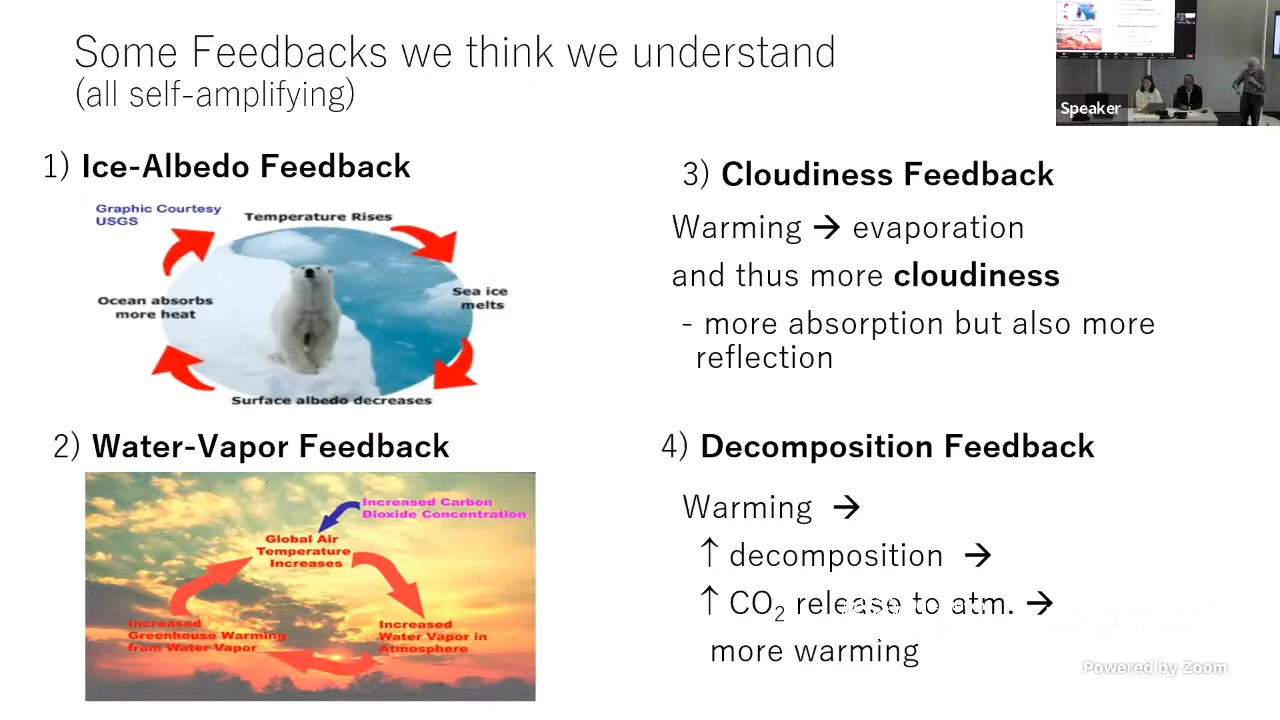 Some Feedbacks we think we understand
(all self-amplifying)
Speaker
1) Ice-Albedo Feedback
Graphic Courtesy
USGS
Temperature Rises
Sea ice
melts
Surface albedo decreases
Ocean absorbs
more heat
2) Water-Vapor Feedback
Increased Carbon
Dioxide Concentration
Global Air
Temperature
Increases
Increased
Water Vapor in
Atmosphere
Increased
Greenhouse Warming
from Water Vapor
3) Cloudiness Feedback
Warming → evaporation
and thus more cloudiness
- more absorption but also more
reflection
4) Decomposition Feedback
Warming →
↑ decomposition →
↑ CO₂ release to atm. →
more warming
Powered by Zoom